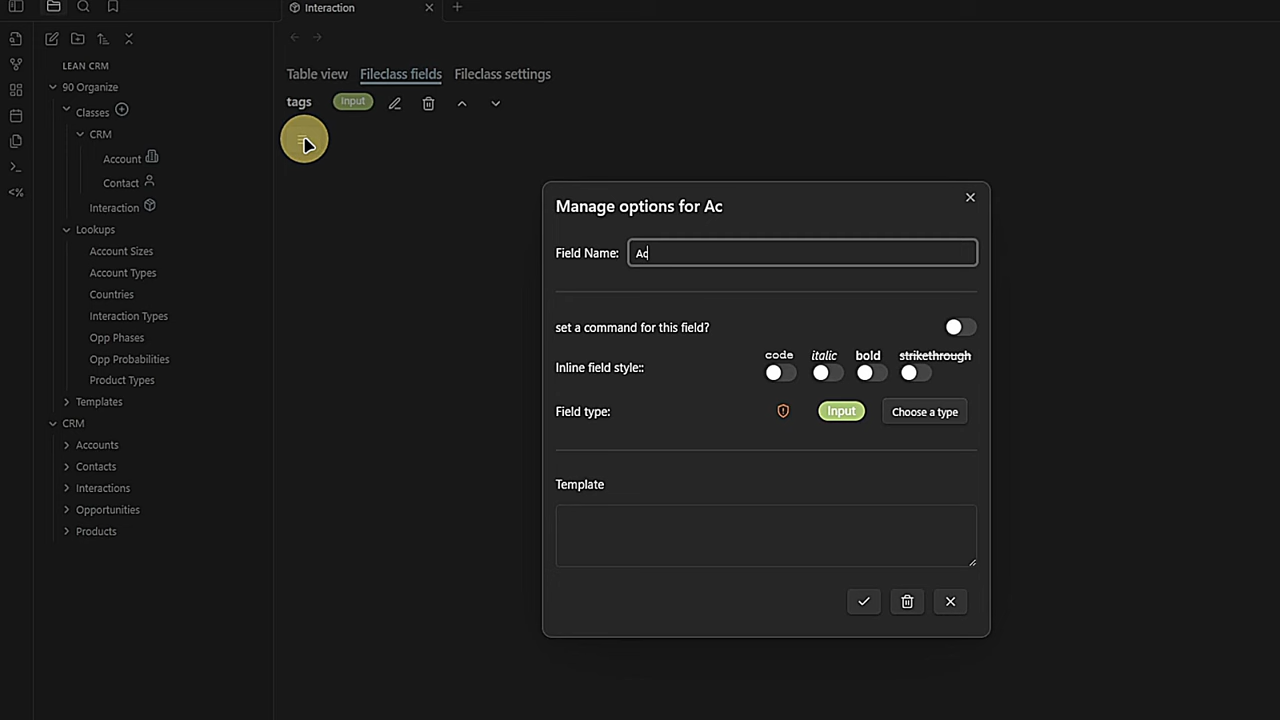 Interaction
LEAN CRM
90 Organize
Classes
CRM
Account
Contact
Interaction
Lookups
Account Sizes
Account Types
Countries
Interaction Types
Opp Phases
Opp Probabilities
Product Types
Templates
CRM
Accounts
Contacts
Interactions
Opportunities
Products
Table view Fileclass fields Fileclass settings
tags Input
Manage options for Ac
Field Name: Ac
set a command for this field?
Inline field style:: code italic bold strikethrough
Field type: Input Choose a type
Template